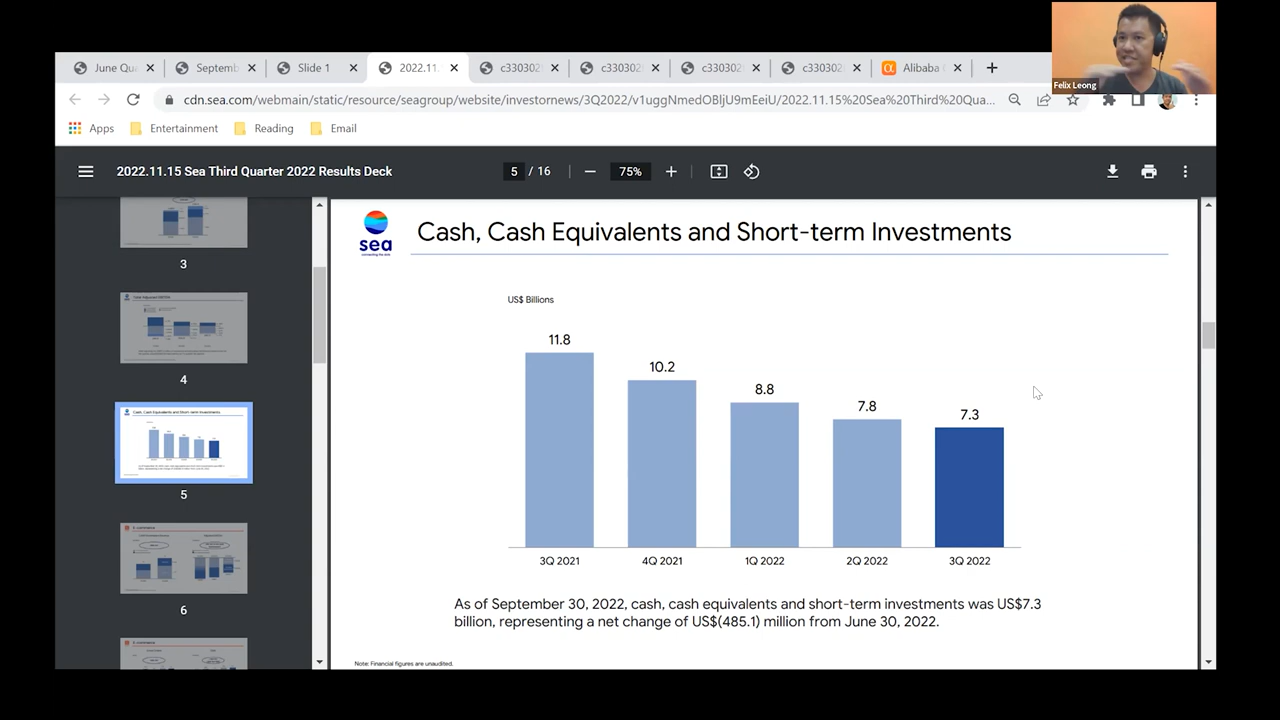 Felix Leong
June Qu
Septemb
Slide 1
2022.11.
c330302
c330302
c330302
c330302
Alibaba
cdn.sea.com/webmain/static/resource/seagroup/website/investornews/3Q2022/v1uggNmedOBljU9mEeiU/2022.11.15%20Sea%20Third%20Qua...
Apps
Entertainment
Reading
Email
2022.11.15 Sea Third Quarter 2022 Results Deck
5 / 16
75%
3
4
5
6
sea
connecting the dots
Cash, Cash Equivalents and Short-term Investments
US$ Billions
11.8
10.2
8.8
7.8
7.3
3Q 2021
4Q 2021
1Q 2022
2Q 2022
3Q 2022
As of September 30, 2022, cash, cash equivalents and short-term investments was US$7.3
billion, representing a net change of US$(485.1) million from June 30, 2022.
Note: Financial figures are unaudited.